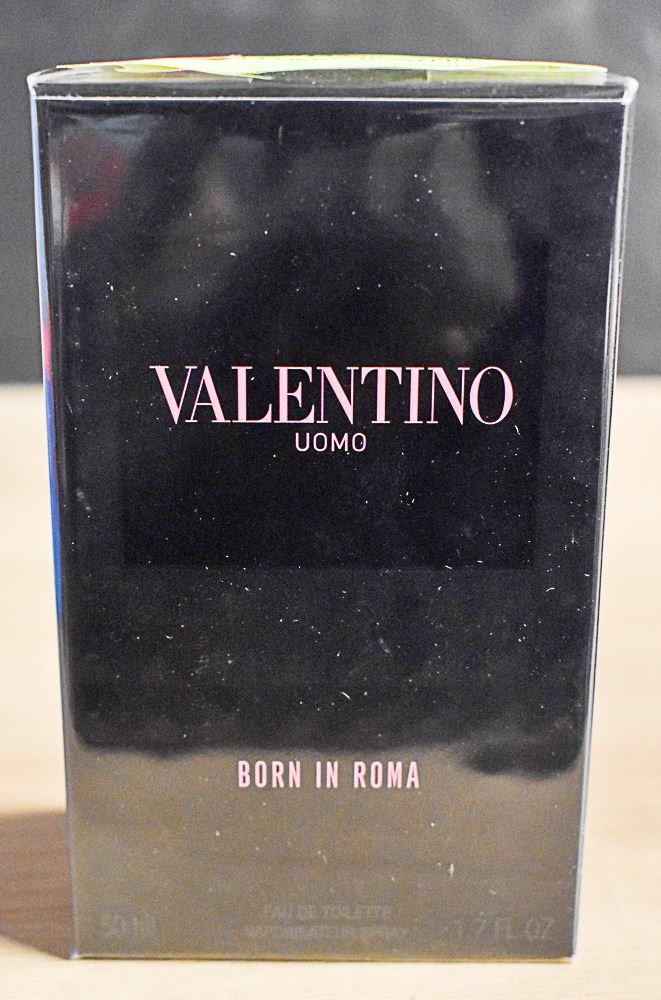 VALENTINO
UOMO
BORN IN ROMA
EAU DE TOILETTE
50 ml VAPORISATEUR SPRAY 1.7 FL OZ